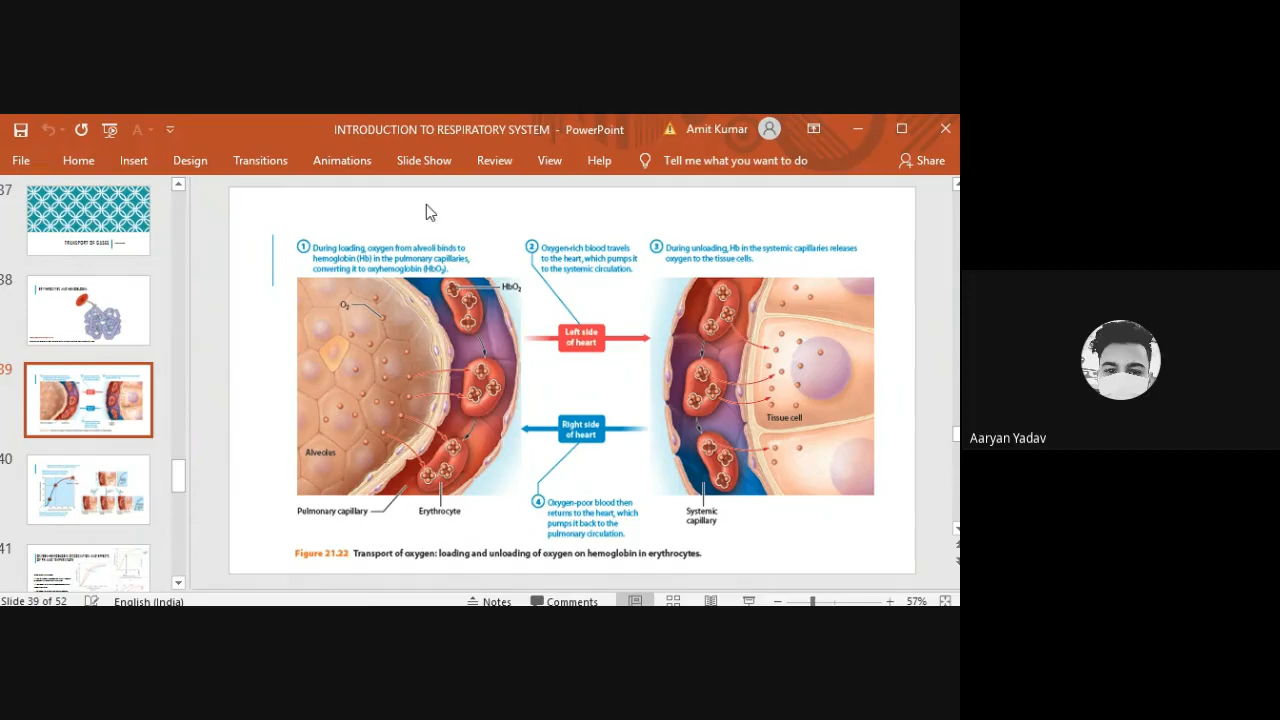 INTRODUCTION TO RESPIRATORY SYSTEM - PowerPoint
Amit Kumar
File Home Insert Design Transitions Animations Slide Show Review View Help Tell me what you want to do Share
37
TRANSPORT OF GASES
38
39
40
41
1 During loading, oxygen from alveoli binds to
hemoglobin (Hb) in the pulmonary capillaries,
converting it to oxyhemoglobin (HbO₂).
2 Oxygen-rich blood travels
to the heart, which pumps it
to the systemic circulation.
3 During unloading, Hb in the systemic capillaries releases
oxygen to the tissue cells.
O₂
HbO₂
Left side
of heart
Right side
of heart
Alveolus
Tissue cell
Pulmonary capillary
Erythrocyte
4 Oxygen-poor blood then
returns to the heart, which
pumps it back to the
pulmonary circulation.
Systemic
capillary
Figure 21.22 Transport of oxygen: loading and unloading of oxygen on hemoglobin in erythrocytes.
Slide 39 of 52 English (India) Notes Comments 57%
Aaryan Yadav